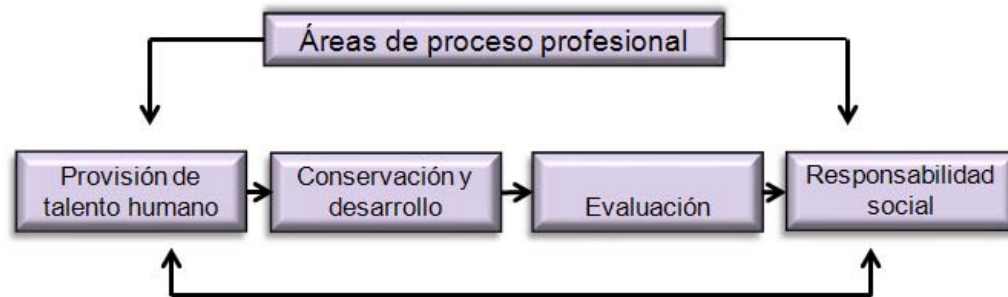 Áreas de proceso profesional
Provisión de
talento humano
Conservación y
desarrollo
Evaluación
Responsabilidad
social